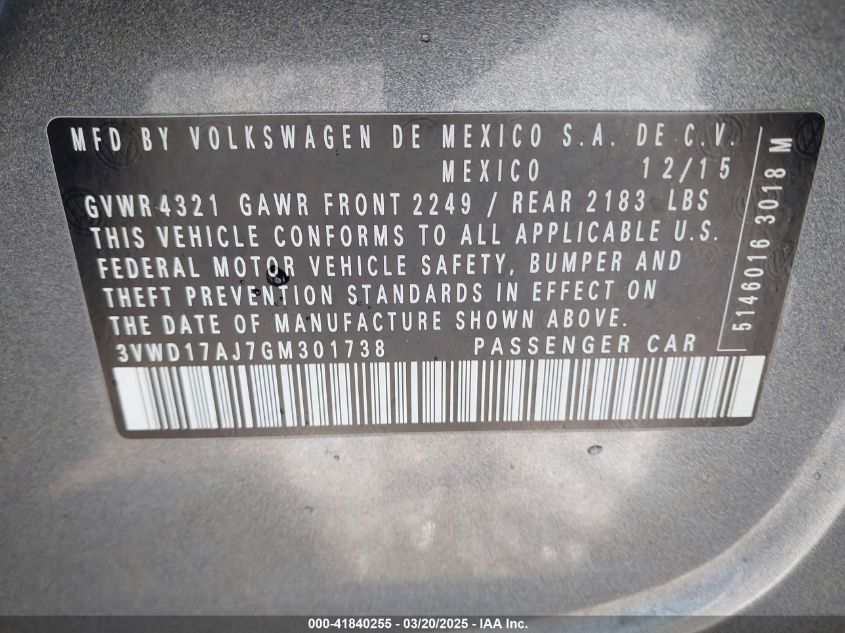 MFD BY VOLKSWAGEN DE MEXICO S.A. DE C.V.
MEXICO 12/15
GVWR4321 GAWR FRONT 2249 / REAR 2183 LBS
THIS VEHICLE CONFORMS TO ALL APPLICABLE U.S.
FEDERAL MOTOR VEHICLE SAFETY, BUMPER AND
THEFT PREVENTION STANDARDS IN EFFECT ON
THE DATE OF MANUFACTURE SHOWN ABOVE.
3VWD17AJ7GM301738 PASSENGER CAR
5146016 3018 M
000-41840255 — 03/20/2025 — IAA Inc.